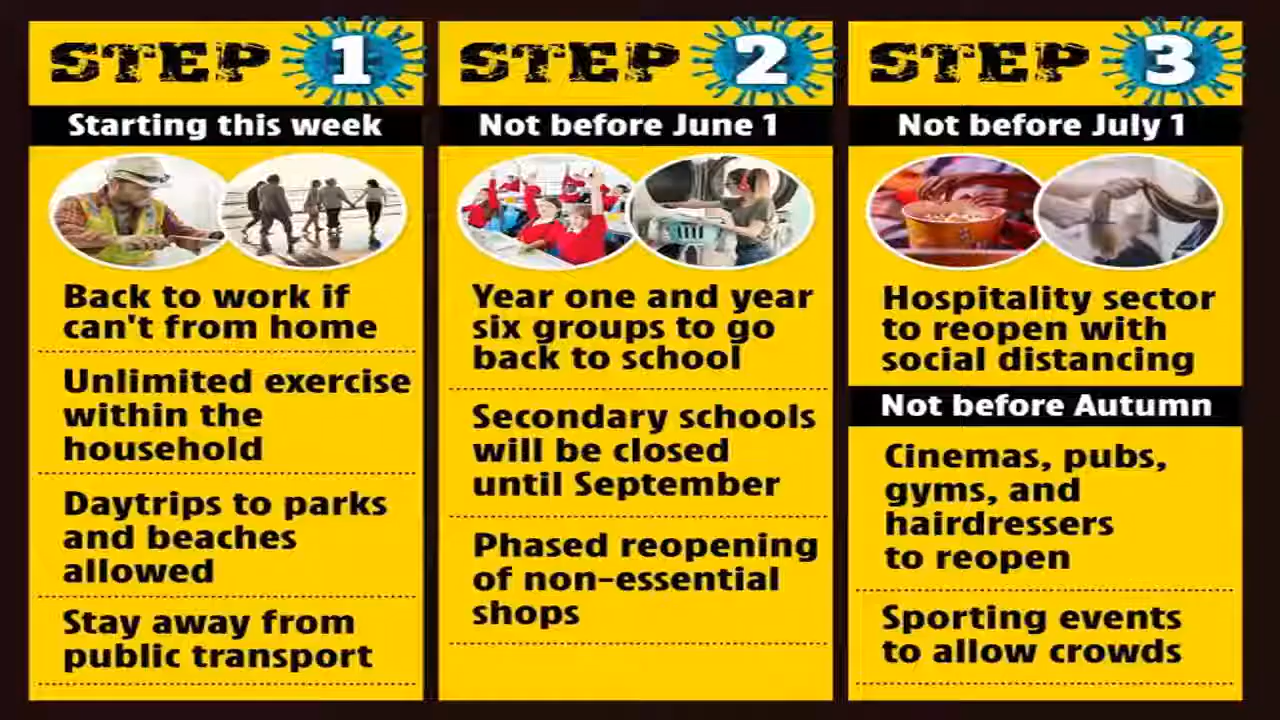 STEP 1
Starting this week
Back to work if
can't from home
Unlimited exercise
within the
household
Daytrips to parks
and beaches
allowed
Stay away from
public transport
STEP 2
Not before June 1
Year one and year
six groups to go
back to school
Secondary schools
will be closed
until September
Phased reopening
of non-essential
shops
STEP 3
Not before July 1
Hospitality sector
to reopen with
social distancing
Not before Autumn
Cinemas, pubs,
gyms, and
hairdressers
to reopen
Sporting events
to allow crowds